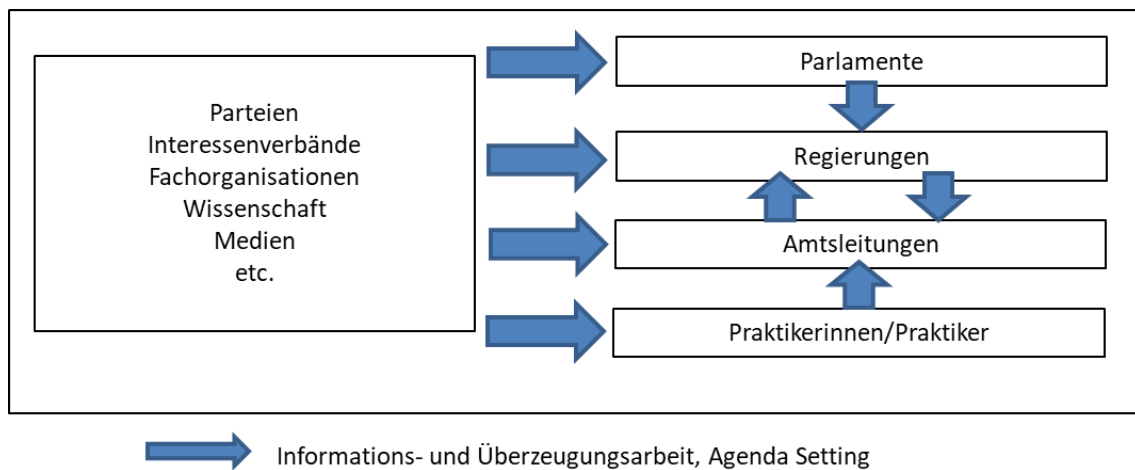 Parteien
Interessenverbände
Fachorganisationen
Wissenschaft
Medien
etc.
Parlamente
Regierungen
Amtsleitungen
Praktikerinnen/Praktiker
Informations- und Überzeugungsarbeit, Agenda Setting